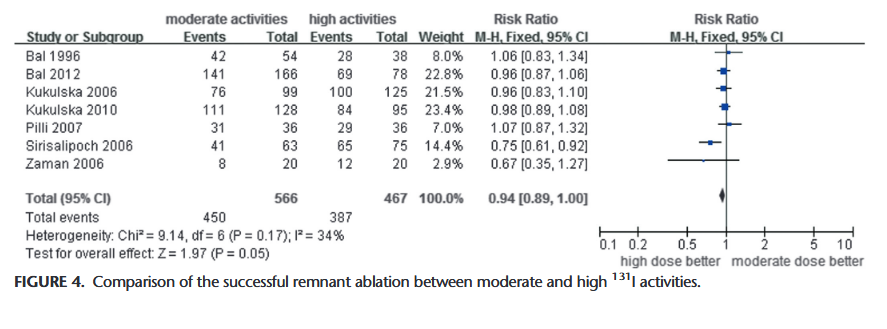 moderate activities high activities Risk Ratio Risk Ratio
Study or Subgroup Events Total Events Total Weight M-H, Fixed, 95% CI M-H, Fixed, 95% CI
Bal 1996 42 54 28 38 8.0% 1.06 [0.83, 1.34]
Bal 2012 141 166 69 78 22.8% 0.96 [0.87, 1.06]
Kukulska 2006 76 99 100 125 21.5% 0.96 [0.83, 1.10]
Kukulska 2010 111 128 84 95 23.4% 0.98 [0.89, 1.08]
Pilli 2007 31 36 29 36 7.0% 1.07 [0.87, 1.32]
Sirisalipoch 2006 41 63 65 75 14.4% 0.75 [0.61, 0.92]
Zaman 2006 8 20 12 20 2.9% 0.67 [0.35, 1.27]
Total (95% CI) 566 467 100.0% 0.94 [0.89, 1.00]
Total events 450 387
Heterogeneity: Chi² = 9.14, df = 6 (P = 0.17); I² = 34%
Test for overall effect: Z = 1.97 (P = 0.05)
0.1 0.2 0.5 1 2 5 10
high dose better moderate dose better
FIGURE 4. Comparison of the successful remnant ablation between moderate and high ¹³¹I activities.